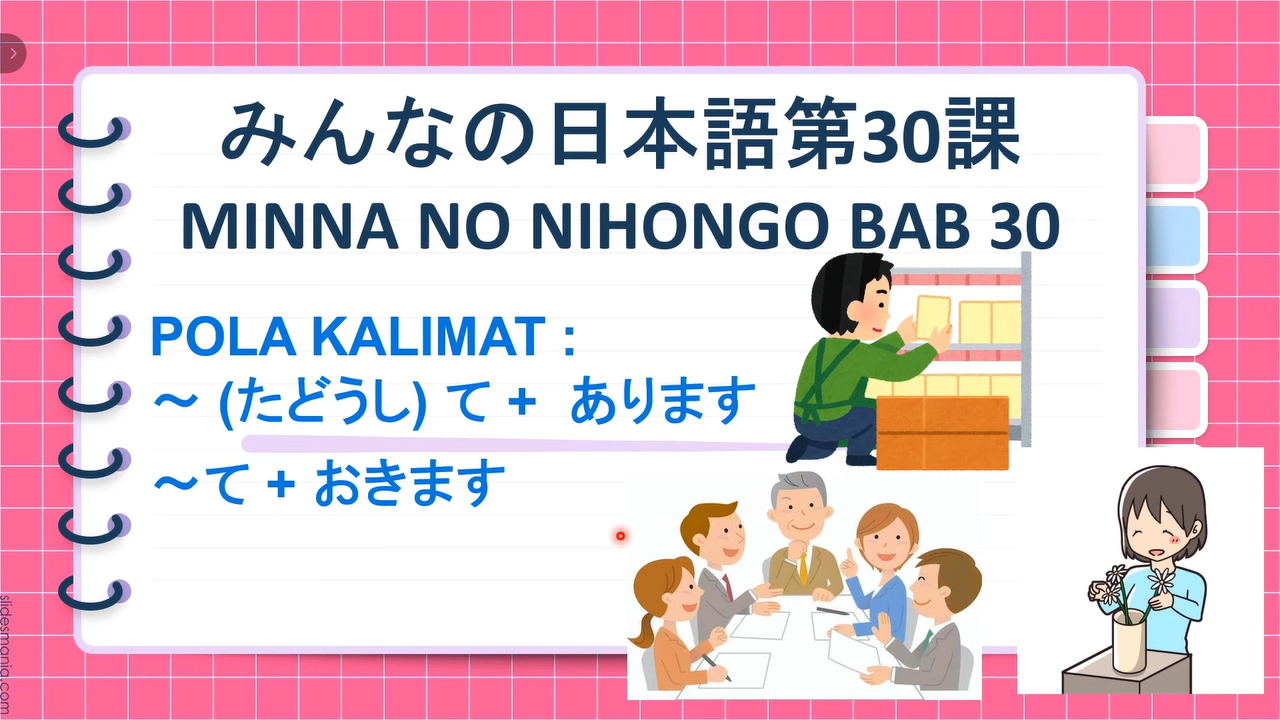 みんなの日本語第30課
MINNA NO NIHONGO BAB 30
POLA KALIMAT :
～ (たどうし) て + あります
～て + おきます
slidesmania.com